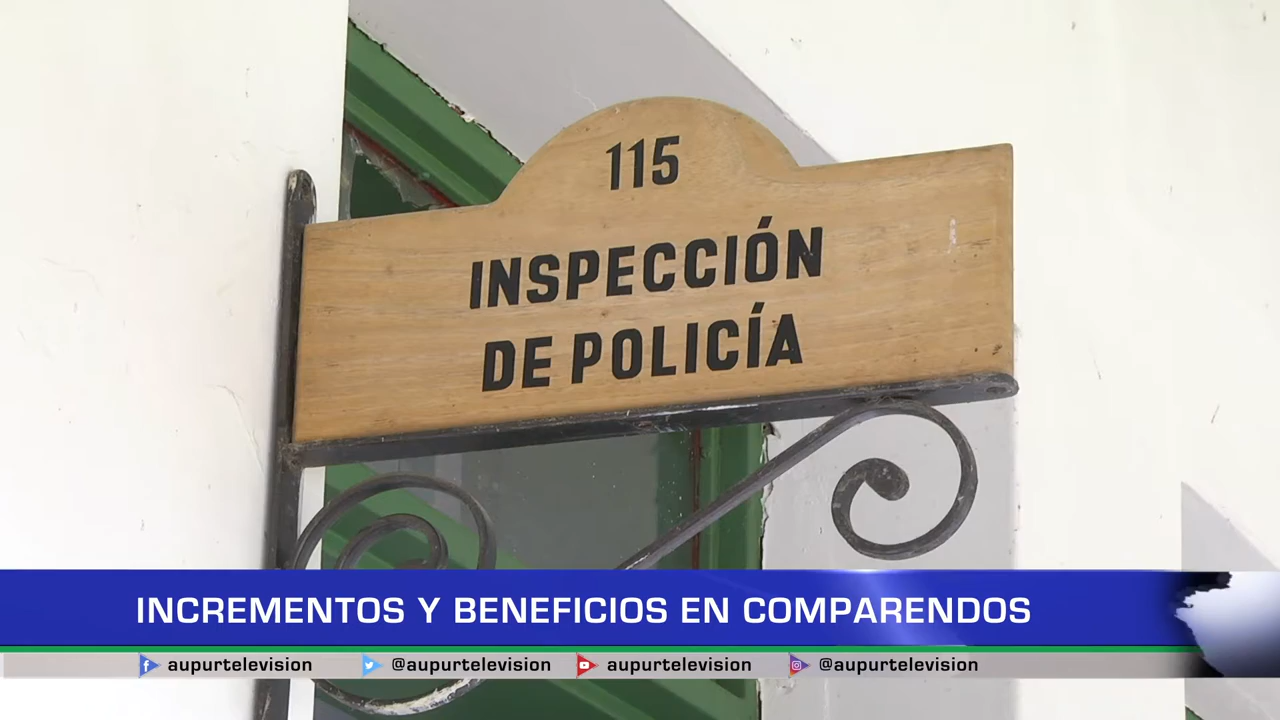 115
INSPECCIÓN
DE POLICÍA
INCREMENTOS Y BENEFICIOS EN COMPARENDOS
aupurtelevision @aupurtelevision aupurtelevision @aupurtelevision